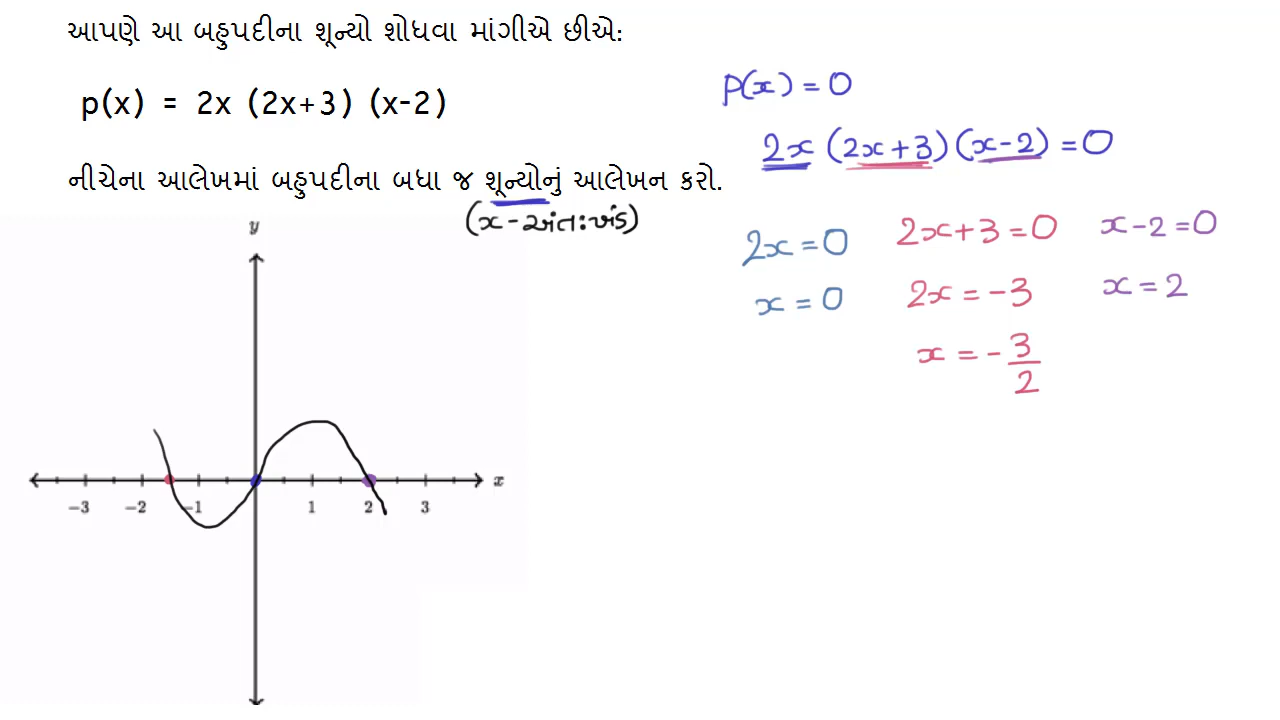 આપણે આ બહુપદીના શૂન્યો શોધવા માંગીએ છીએ:
p(x) = 2x (2x+3) (x-2)
નીચેના આલેખમાં બહુપદીના બધા જ શૂન્યોનું આલેખન કરો.
(x-અંત:ખંડ)
p(x) = 0
2x (2x+3)(x-2) = 0
2x = 0
x = 0
2x+3 = 0
2x = -3
x = -3/2
x-2 = 0
x = 2
y
x
-3 -2 -1 1 2 3